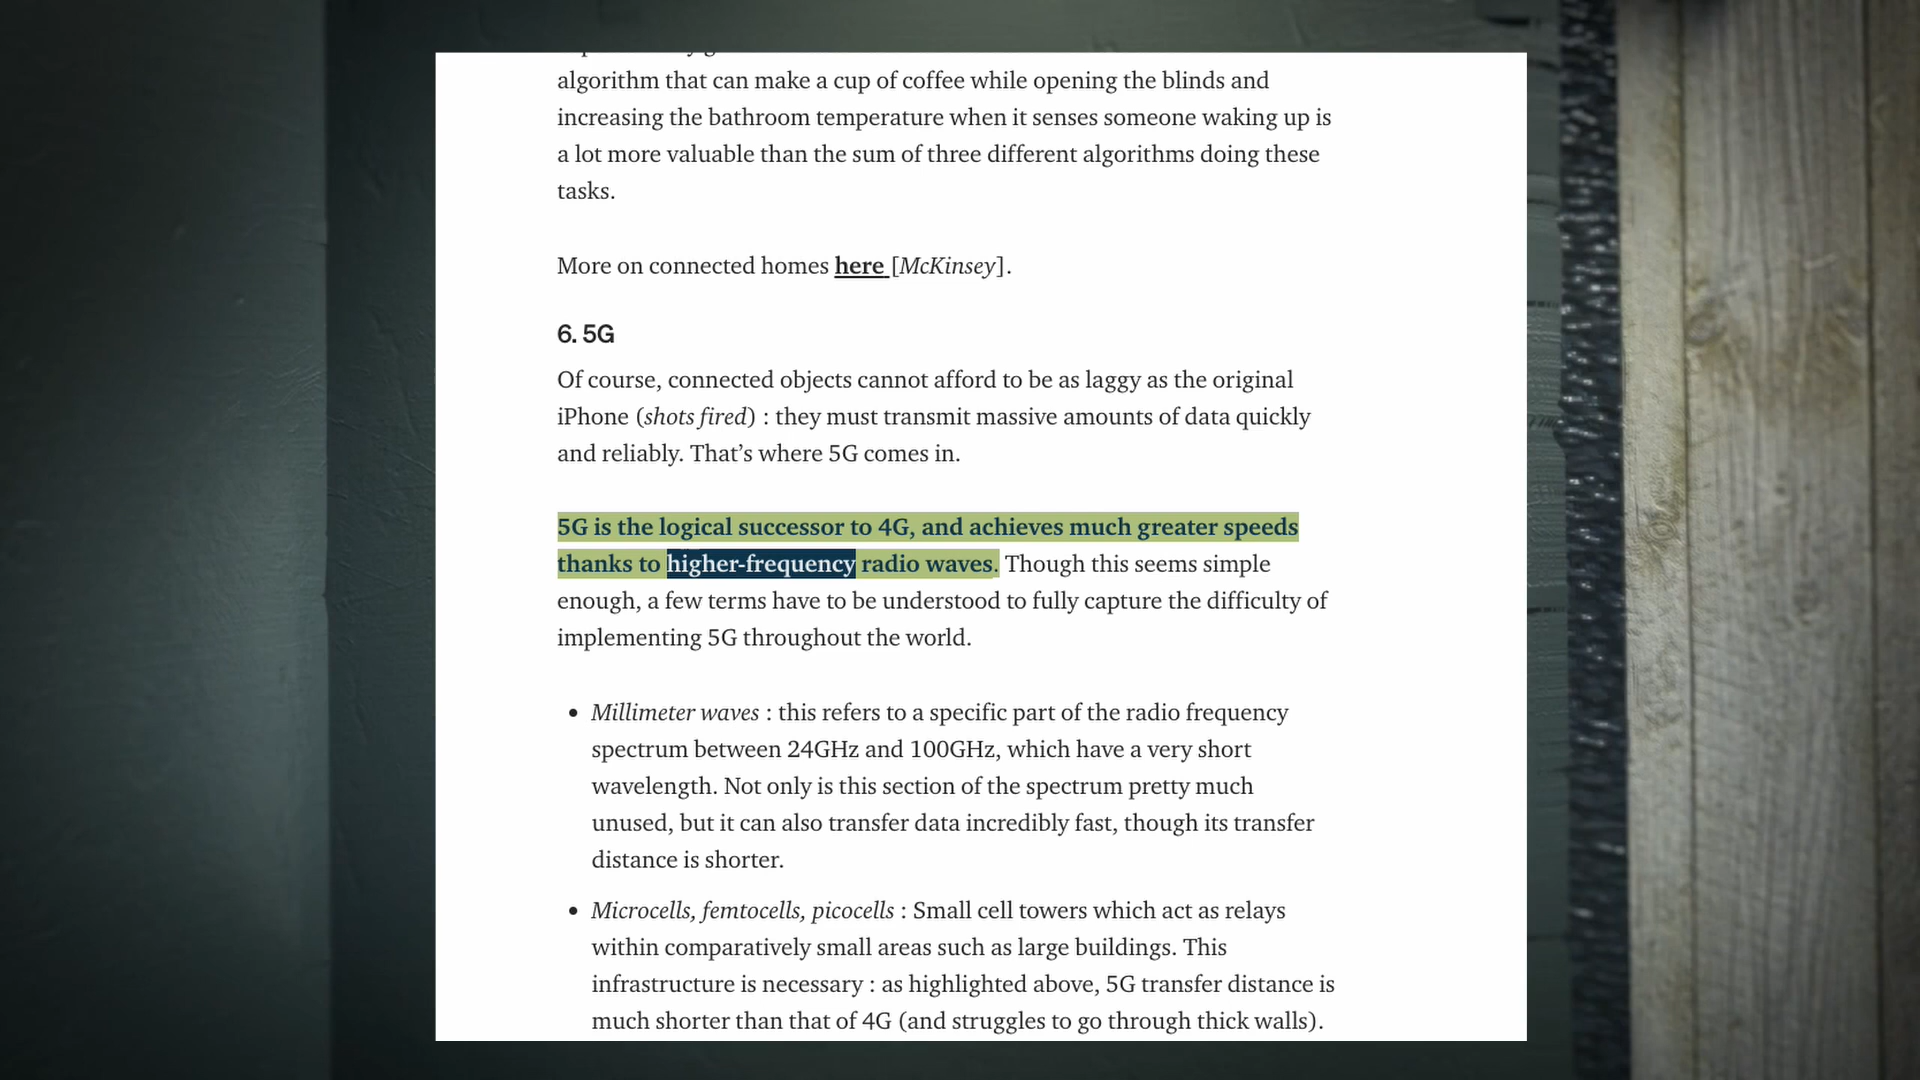 algorithm that can make a cup of coffee while opening the blinds and
increasing the bathroom temperature when it senses someone waking up is
a lot more valuable than the sum of three different algorithms doing these
tasks.
More on connected homes here [McKinsey].
6. 5G
Of course, connected objects cannot afford to be as laggy as the original
iPhone (shots fired) : they must transmit massive amounts of data quickly
and reliably. That’s where 5G comes in.
5G is the logical successor to 4G, and achieves much greater speeds
thanks to higher-frequency radio waves. Though this seems simple
enough, a few terms have to be understood to fully capture the difficulty of
implementing 5G throughout the world.
• Millimeter waves : this refers to a specific part of the radio frequency
spectrum between 24GHz and 100GHz, which have a very short
wavelength. Not only is this section of the spectrum pretty much
unused, but it can also transfer data incredibly fast, though its transfer
distance is shorter.
• Microcells, femtocells, picocells : Small cell towers which act as relays
within comparatively small areas such as large buildings. This
infrastructure is necessary : as highlighted above, 5G transfer distance is
much shorter than that of 4G (and struggles to go through thick walls).